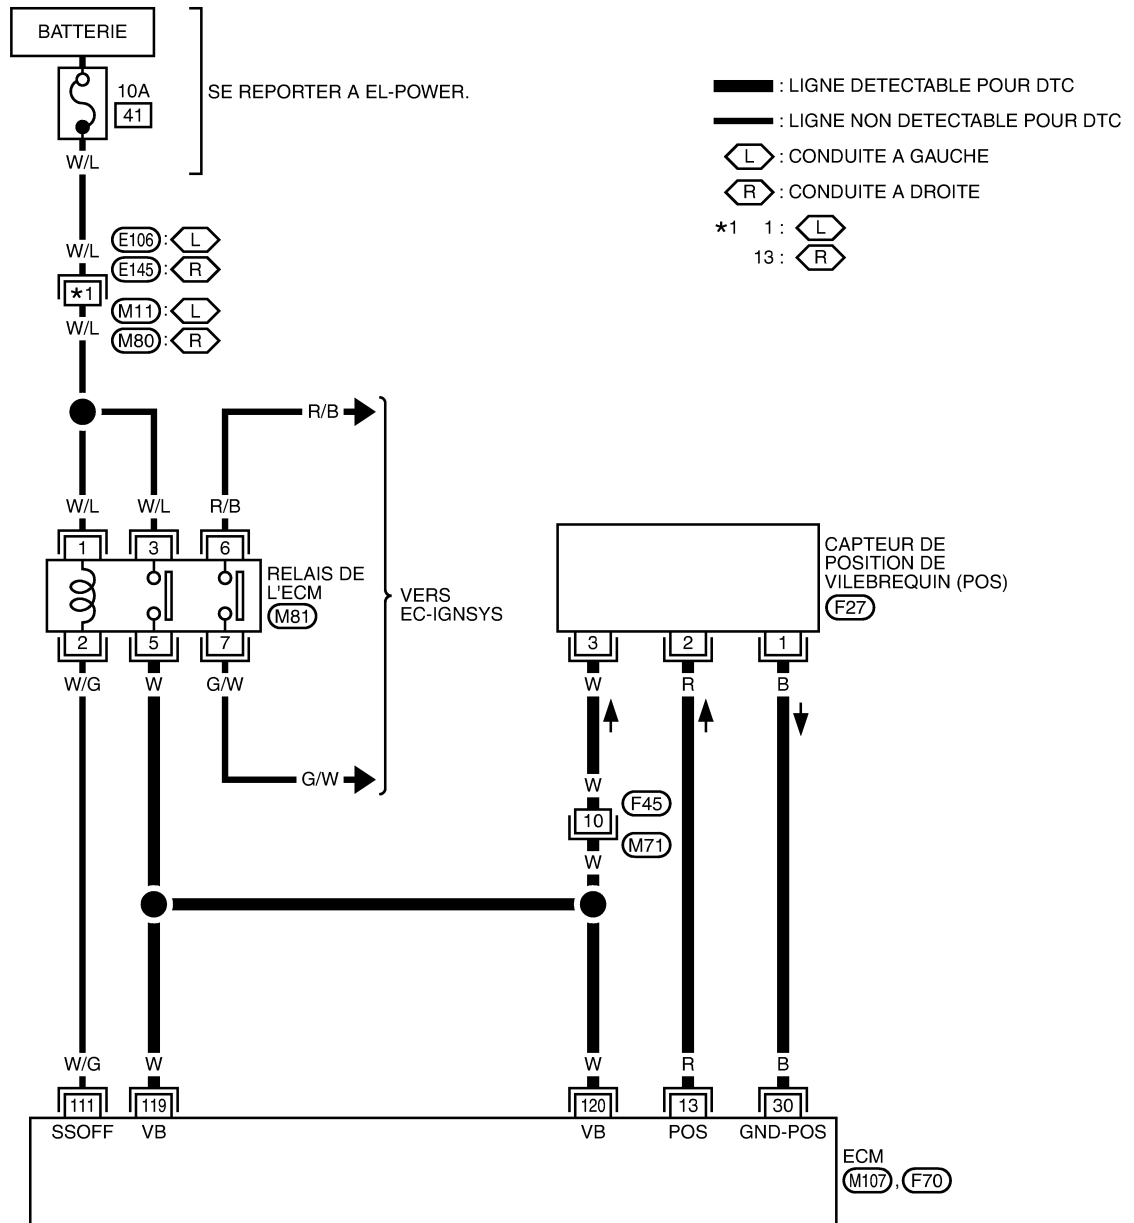 BATTERIE
10A
41
SE REPORTER A EL-POWER.
: LIGNE DETECTABLE POUR DTC
: LIGNE NON DETECTABLE POUR DTC
L : CONDUITE A GAUCHE
R : CONDUITE A DROITE
*1 1 : L
13 : R
W/L
W/L
E106 : L
E145 : R
*1
M11 : L
M80 : R
W/L
R/B
W/L W/L R/B
1 3 6
RELAIS DE
L'ECM
M81
VERS
EC-IGNSYS
2 5 7
W/G W G/W
G/W
CAPTEUR DE
POSITION DE
VILEBREQUIN (POS)
F27
3 2 1
W R B
W
F45
10
M71
W
W/G W W R B
111 119 120 13 30
SSOFF VB VB POS GND-POS
ECM
M107 , F70